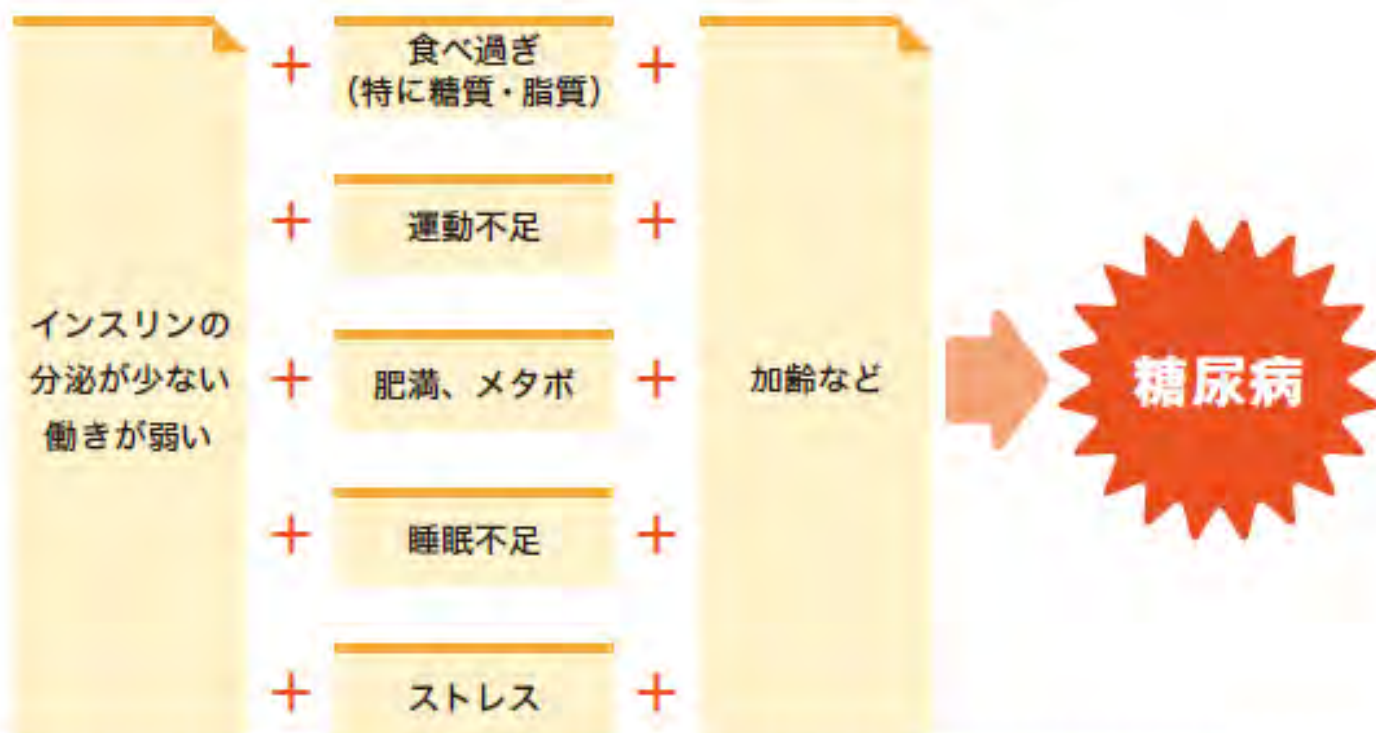 インスリンの
分泌が少ない
働きが弱い
+
食べ過ぎ
(特に糖質・脂質)
+
+
運動不足
+
+
肥満、メタボ
+
+
睡眠不足
+
+
ストレス
+
加齢など
糖尿病